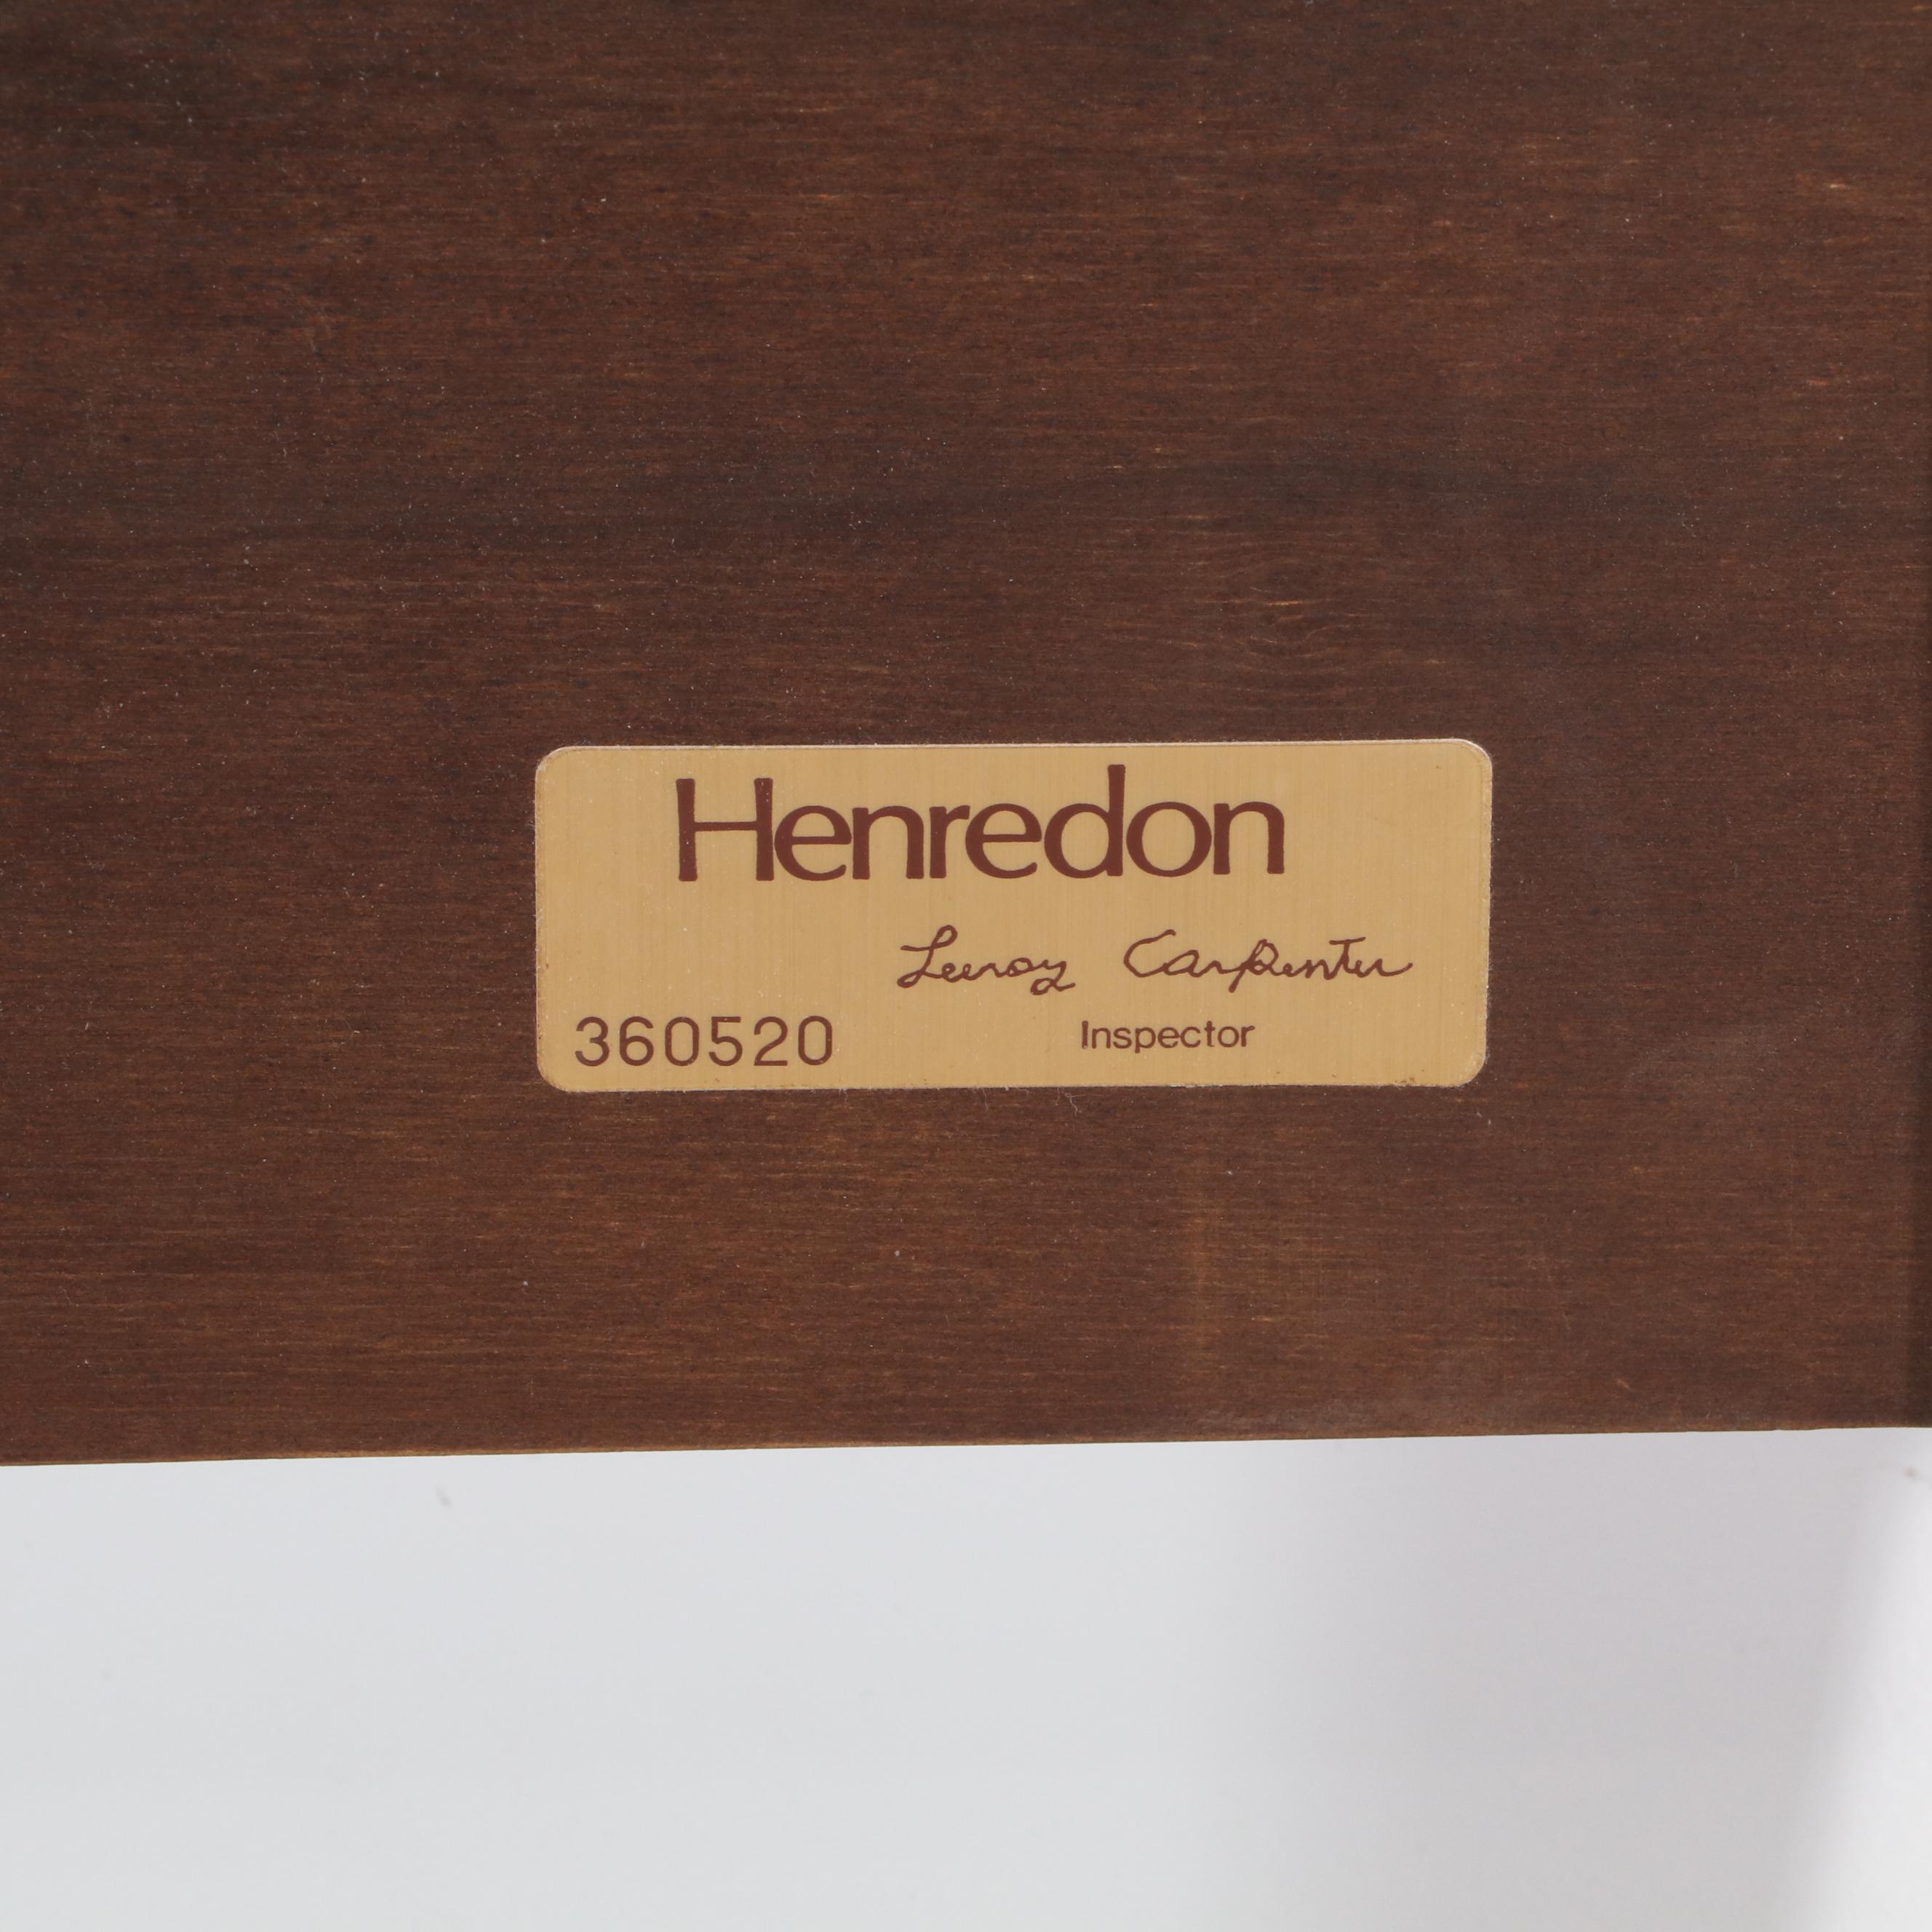 Henredon
Leeroy Carpenter
360520 Inspector